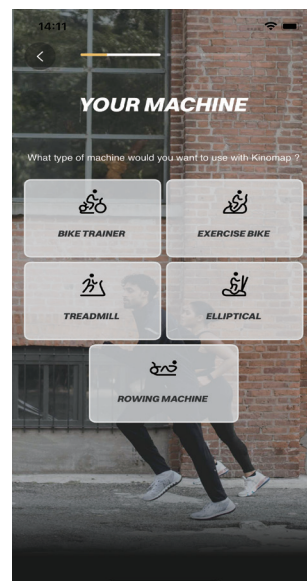 14:11
YOUR MACHINE
What type of machine would you want to use with Kinomap ?
BIKE TRAINER
EXERCISE BIKE
TREADMILL
ELLIPTICAL
ROWING MACHINE